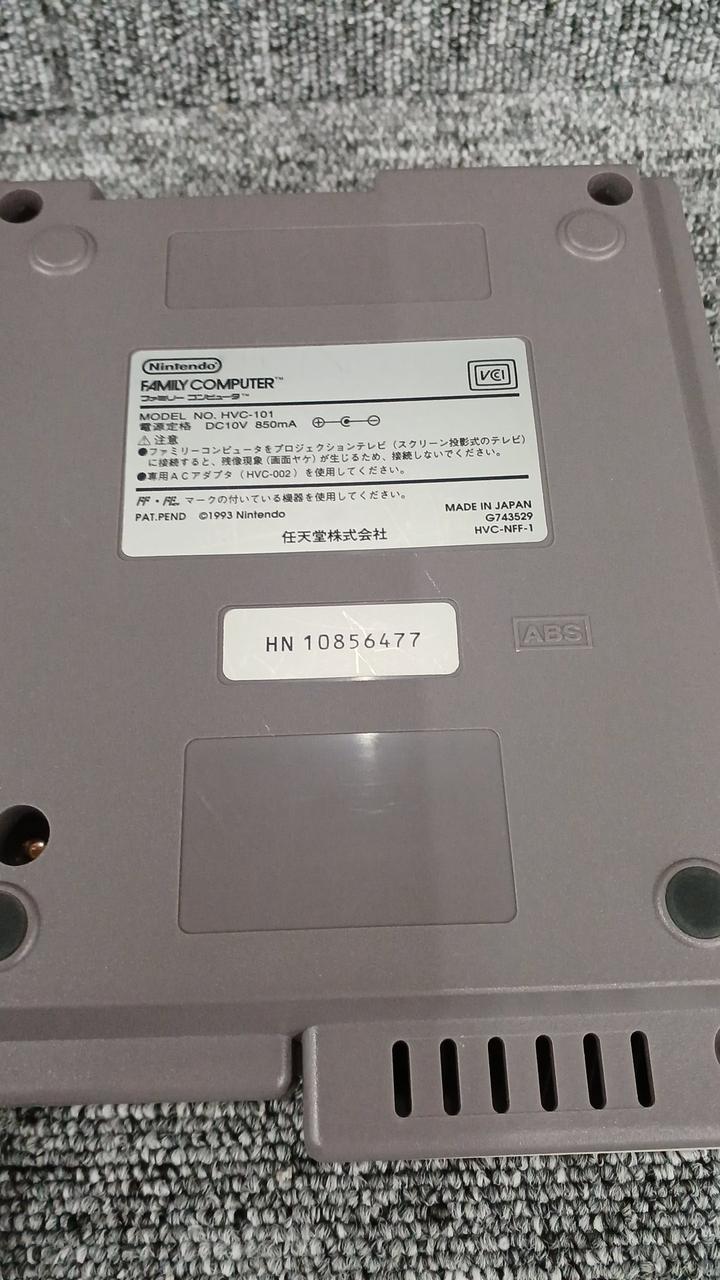 Nintendo
FAMILY COMPUTER™
ファミリー コンピュータ™
VCCI
MODEL NO. HVC-101
電源定格 DC10V 850mA
⚠ 注意
●ファミリーコンピュータをプロジェクションテレビ(スクリーン投影式のテレビ)
に接続すると、残像現象(画面ヤケ)が生じるため、接続しないでください。
●専用ACアダプタ(HVC-002)を使用してください。
マークの付いている機器を使用してください。
PAT.PEND ©1993 Nintendo
MADE IN JAPAN
G743529
HVC-NFF-1
任天堂株式会社
HN 10856477
ABS